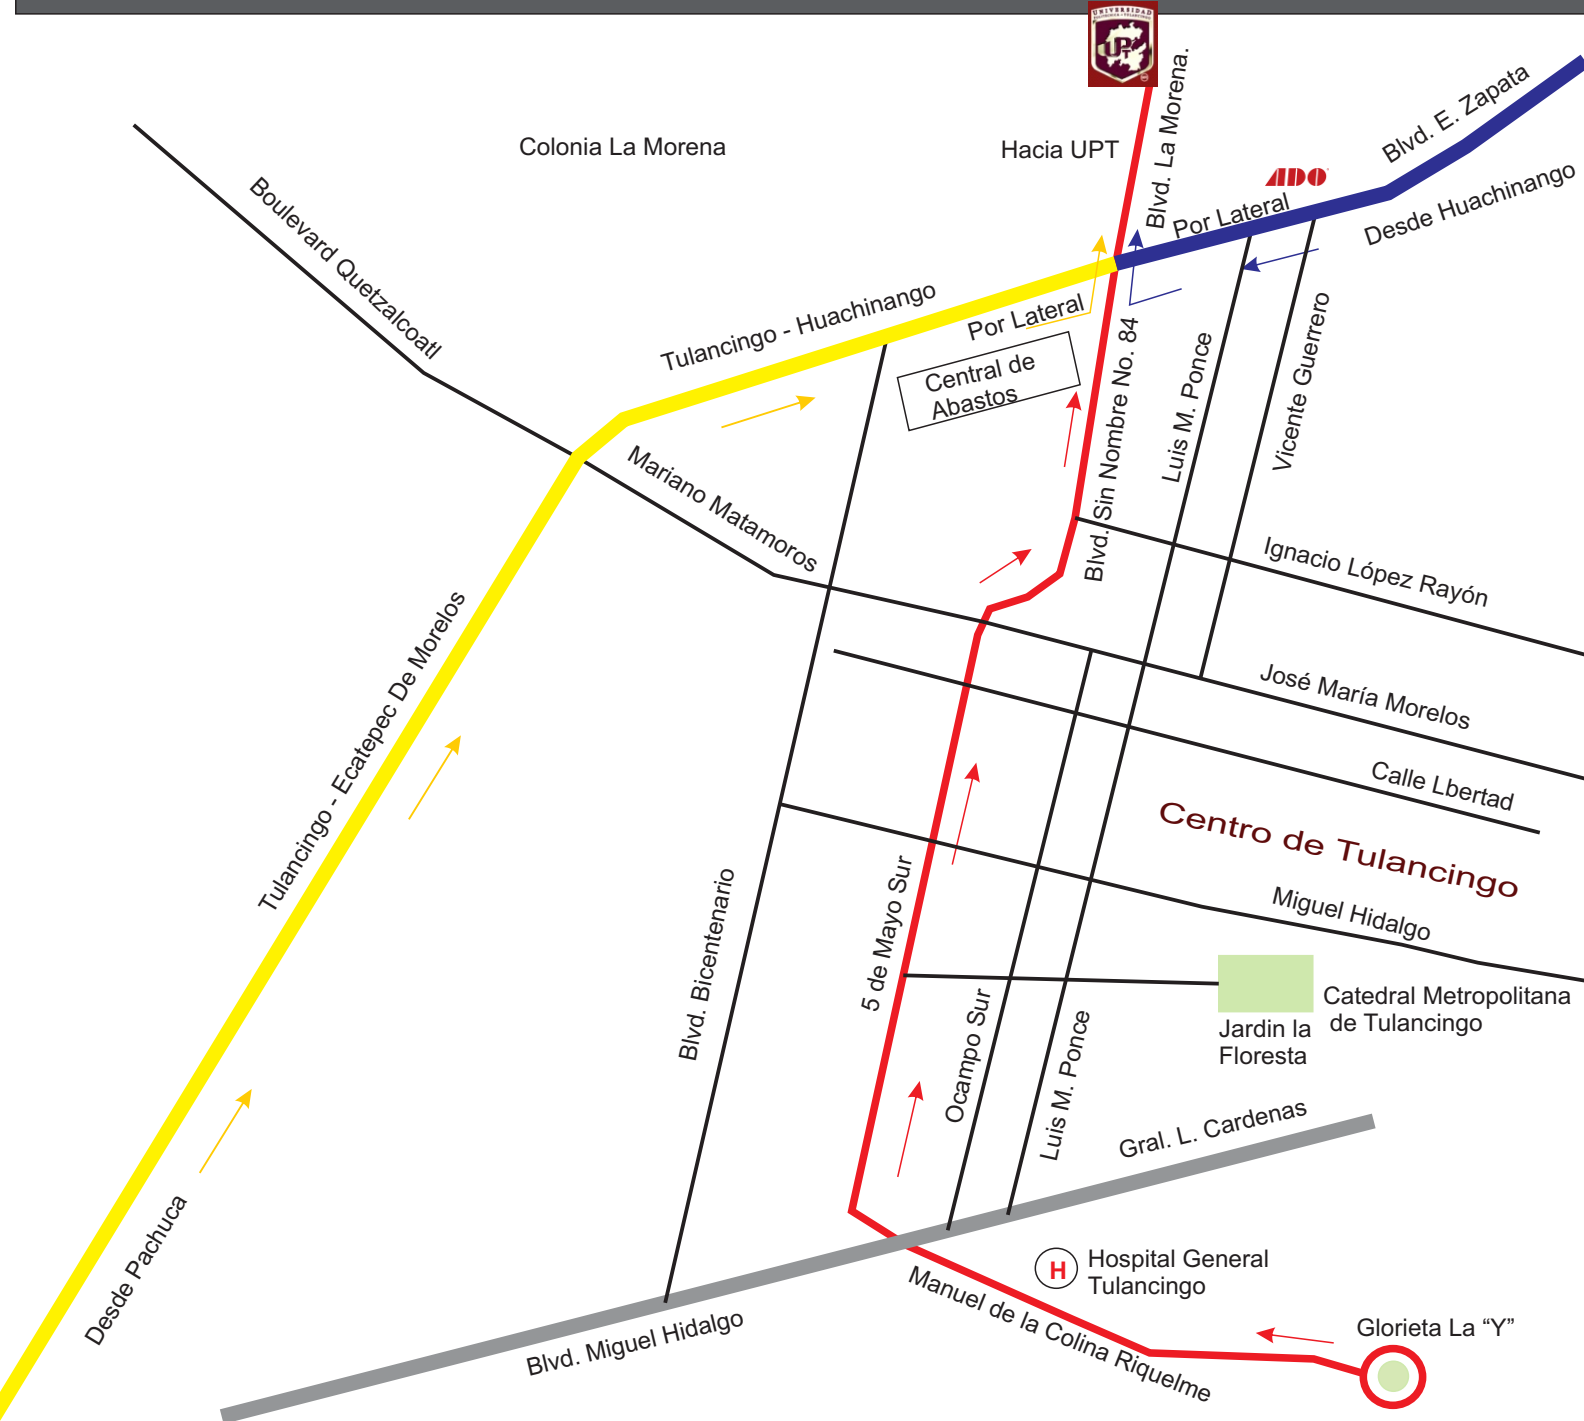 UNIVERSIDAD
UPT
Blvd. La Morena.
Colonia La Morena
Hacia UPT
ADO
Blvd. E. Zapata
Por Lateral
Desde Huachinango
Boulevard Quetzalcoatl
Tulancingo - Huachinango
Por Lateral
Central de
Abastos
Blvd. Sin Nombre No. 84
Luis M. Ponce
Vicente Guerrero
Mariano Matamoros
Ignacio López Rayón
José María Morelos
Calle Lbertad
Centro de Tulancingo
Miguel Hidalgo
Tulancingo - Ecatepec De Morelos
Blvd. Bicentenario
5 de Mayo Sur
Ocampo Sur
Luis M. Ponce
Jardin la
Floresta
Catedral Metropolitana
de Tulancingo
Gral. L. Cardenas
Desde Pachuca
Blvd. Miguel Hidalgo
H
Hospital General
Tulancingo
Manuel de la Colina Riquelme
Glorieta La “Y”